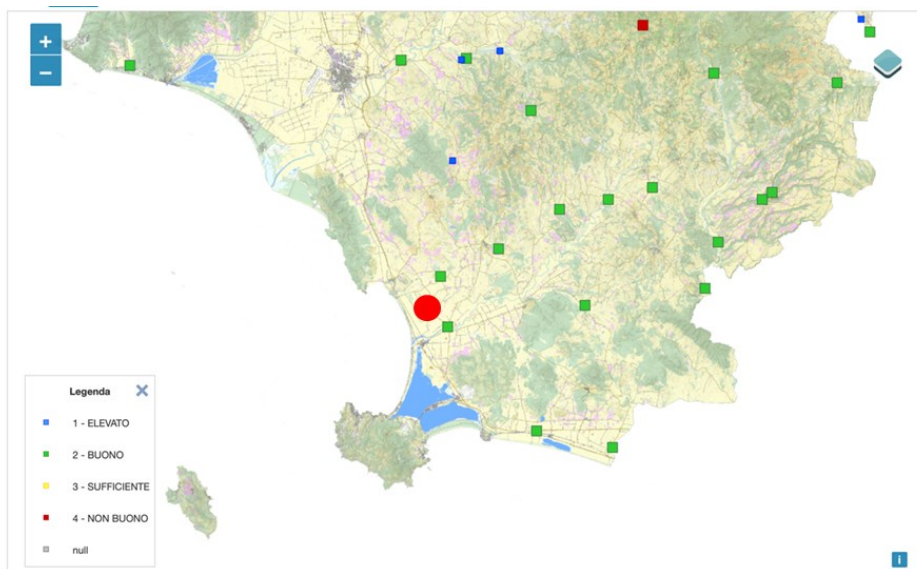 +
−
Legenda ✕
1 - ELEVATO
2 - BUONO
3 - SUFFICIENTE
4 - NON BUONO
null
i